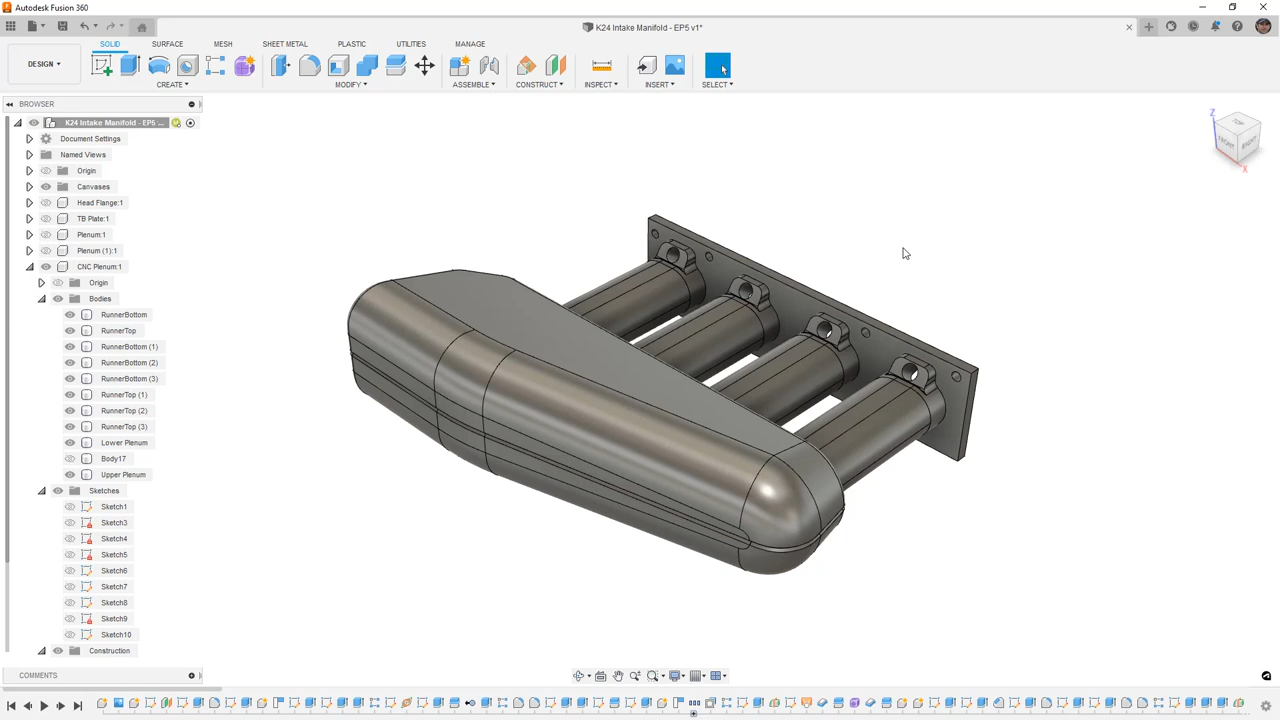 Autodesk Fusion 360
K24 Intake Manifold - EP5 v1*
DESIGN
SOLID SURFACE MESH SHEET METAL PLASTIC UTILITIES MANAGE
CREATE MODIFY ASSEMBLE CONSTRUCT INSPECT INSERT SELECT
BROWSER
K24 Intake Manifold - EP5 ...
Document Settings
Named Views
Origin
Canvases
Head Flange:1
TB Plate:1
Plenum:1
Plenum (1):1
CNC Plenum:1
Origin
Bodies
RunnerBottom
RunnerTop
RunnerBottom (1)
RunnerBottom (2)
RunnerBottom (3)
RunnerTop (1)
RunnerTop (2)
RunnerTop (3)
Lower Plenum
Body17
Upper Plenum
Sketches
Sketch1
Sketch3
Sketch4
Sketch5
Sketch6
Sketch7
Sketch8
Sketch9
Sketch10
Construction
COMMENTS
Z
TOP
FRONT RIGHT
X